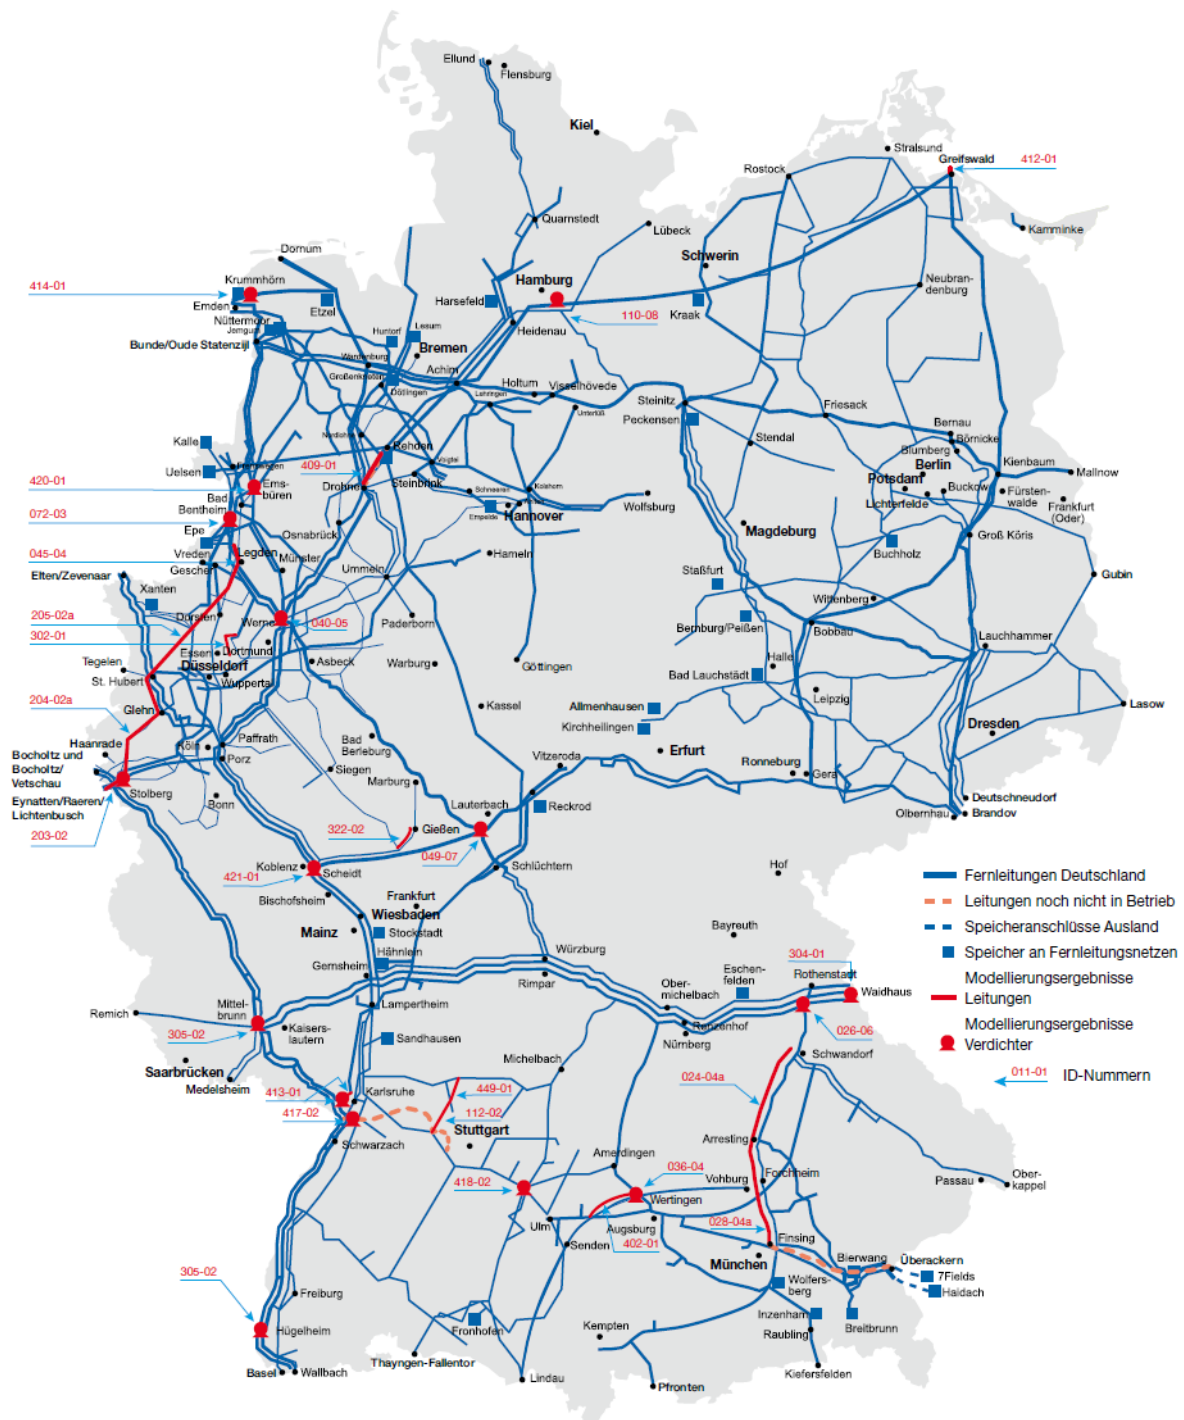 Ellund
Flensburg
Kiel
Stralsund
Greifswald
412-01
Rostock
Quarnstedt
Lübeck
Kamminke
Dornum
Schwerin
Krummhörn
Hamburg
Neubran-
denburg
414-01
Emden
Etzel
Harsefeld
Kraak
110-08
Nüttermoor
Jemgum
Huntorf
Lesum
Heidenau
Bunde/Oude Statenzijl
Bremen
Wardenburg
Achim
Großenkneten
Dötlingen
Lehringen
Holtum
Visselhövede
Unterlüß
Steinitz
Peckensen
Friesack
Bernau
Börnicke
Blumberg
Stendal
Kalle
Nordlohne
Rehden
Voigtei
Uelsen
409-01
Drohne
Steinbrink
Schneeren
Kolshorn
Berlin
Potsdam
Buckow
Lichterfelde
Kienbaum
Mallnow
Fürsten-
walde
Frankfurt
(Oder)
420-01
Ems-
büren
Bad
Bentheim
072-03
Epe
Empelde
Hannover
Wolfsburg
Magdeburg
Groß Köris
Buchholz
Osnabrück
045-04
Vreden
Legden
Münster
Gescher
Ummeln
Hameln
Elten/Zevenaar
Xanten
Staßfurt
Gubin
205-02a
Dorsten
Werne
040-05
Paderborn
Bernburg/Peißen
Wittenberg
Bobbau
Lauchhammer
302-01
Essen
Dortmund
Tegelen
Düsseldorf
Asbeck
Warburg
Göttingen
Halle
St. Hubert
Wuppertal
Bad Lauchstädt
Leipzig
204-02a
Glehn
Kassel
Allmenhausen
Kirchheilingen
Lasow
Dresden
Haanrade
Köln
Paffrath
Porz
Bad
Berleburg
Siegen
Vitzeroda
Erfurt
Ronneburg
Gera
Bocholtz und
Bocholtz/
Vetschau
Stolberg
Eynatten/Raeren/
Lichtenbusch
Bonn
Marburg
Lauterbach
Reckrod
Deutschneudorf
Olbernhau
Brandov
203-02
322-02
Gießen
049-07
Koblenz
421-01
Scheidt
Schlüchtern
Hof
Bischofsheim
Frankfurt
Wiesbaden
Mainz
Stockstadt
Hähnlein
Gernsheim
Würzburg
Rimpar
Bayreuth
Eschen-
felden
304-01
Rothenstadt
Waidhaus
Fernleitungen Deutschland
Leitungen noch nicht in Betrieb
Speicheranschlüsse Ausland
Speicher an Fernleitungsnetzen
Modellierungsergebnisse
Leitungen
Modellierungsergebnisse
Verdichter
011-01
ID-Nummern
Remich
Mittel-
brunn
Lampertheim
Ober-
michelbach
Renzenhof
Nürnberg
026-06
305-02
Kaisers-
lautern
Sandhausen
Saarbrücken
Medelsheim
Michelbach
Schwandorf
413-01
Karlsruhe
449-01
024-04a
417-02
112-02
Stuttgart
Schwarzach
Arresting
Amerdingen
036-04
Forchheim
Vohburg
418-02
Wertingen
Passau
Ober-
kappel
Ulm
Augsburg
028-04a
Senden
402-01
Finsing
München
Bierwang
Überackern
7Fields
Haidach
305-02
Freiburg
Wolfers-
berg
Hügelheim
Fronhofen
Kempten
Inzenham
Raubling
Breitbrunn
Basel
Wallbach
Thayngen-Fallentor
Lindau
Kiefersfelden
Pfronten